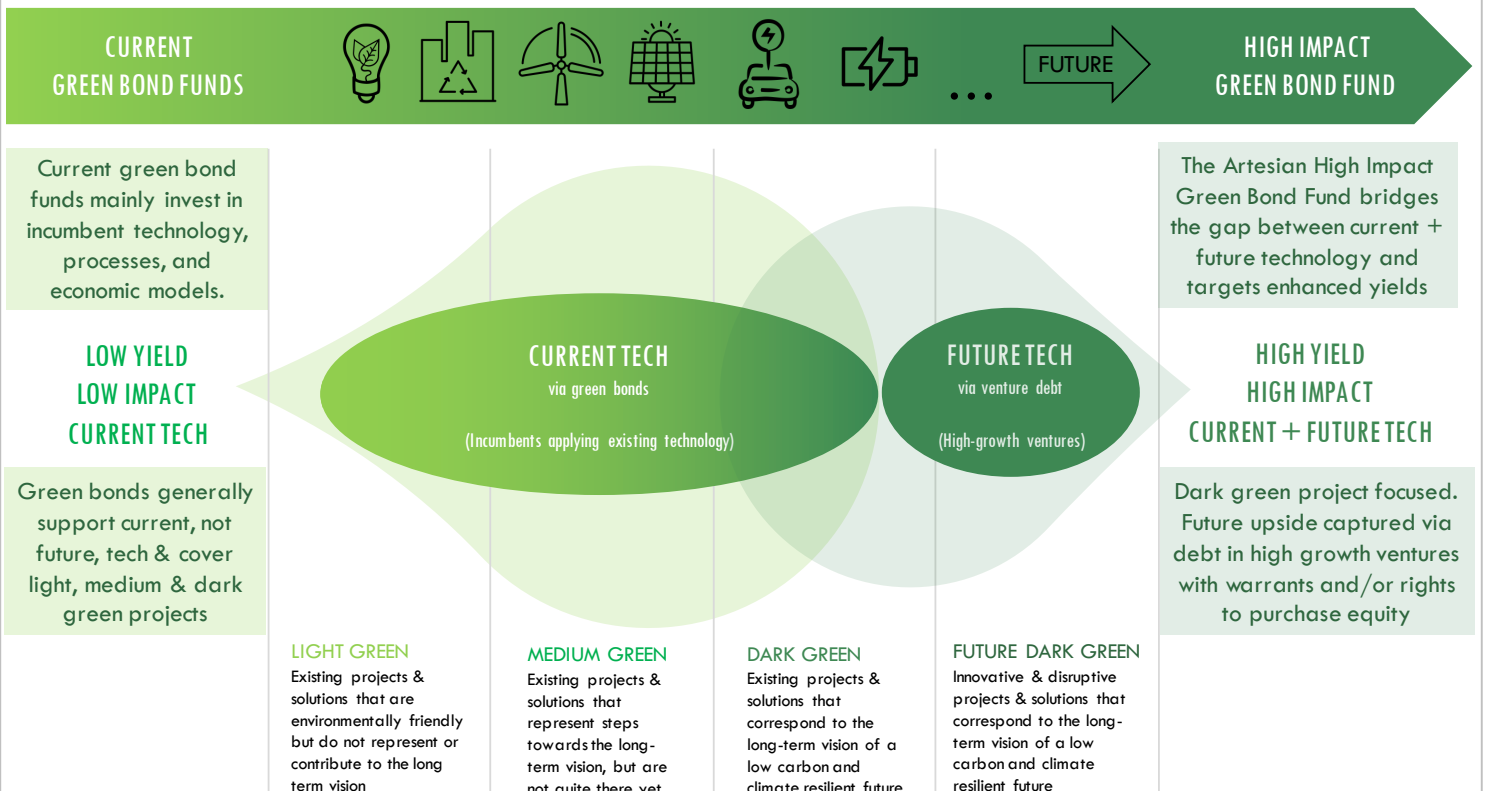 CURRENT
GREEN BOND FUNDS
FUTURE
HIGH IMPACT
GREEN BOND FUND
Current green bond
funds mainly invest in
incumbent technology,
processes, and
economic models.
LOW YIELD
LOW IMPACT
CURRENT TECH
Green bonds generally
support current, not
future, tech & cover
light, medium & dark
green projects
CURRENT TECH
via green bonds
(Incumbents applying existing technology)
FUTURE TECH
via venture debt
(High-growth ventures)
The Artesian High Impact
Green Bond Fund bridges
the gap between current +
future technology and
targets enhanced yields
HIGH YIELD
HIGH IMPACT
CURRENT + FUTURE TECH
Dark green project focused.
Future upside captured via
debt in high growth ventures
with warrants and/or rights
to purchase equity
LIGHT GREEN
Existing projects &
solutions that are
environmentally friendly
but do not represent or
contribute to the long
term vision
MEDIUM GREEN
Existing projects &
solutions that
represent steps
towards the long-
term vision, but are
not quite there yet
DARK GREEN
Existing projects &
solutions that
correspond to the
long-term vision of a
low carbon and
climate resilient future
FUTURE DARK GREEN
Innovative & disruptive
projects & solutions that
correspond to the long-
term vision of a low
carbon and climate
resilient future